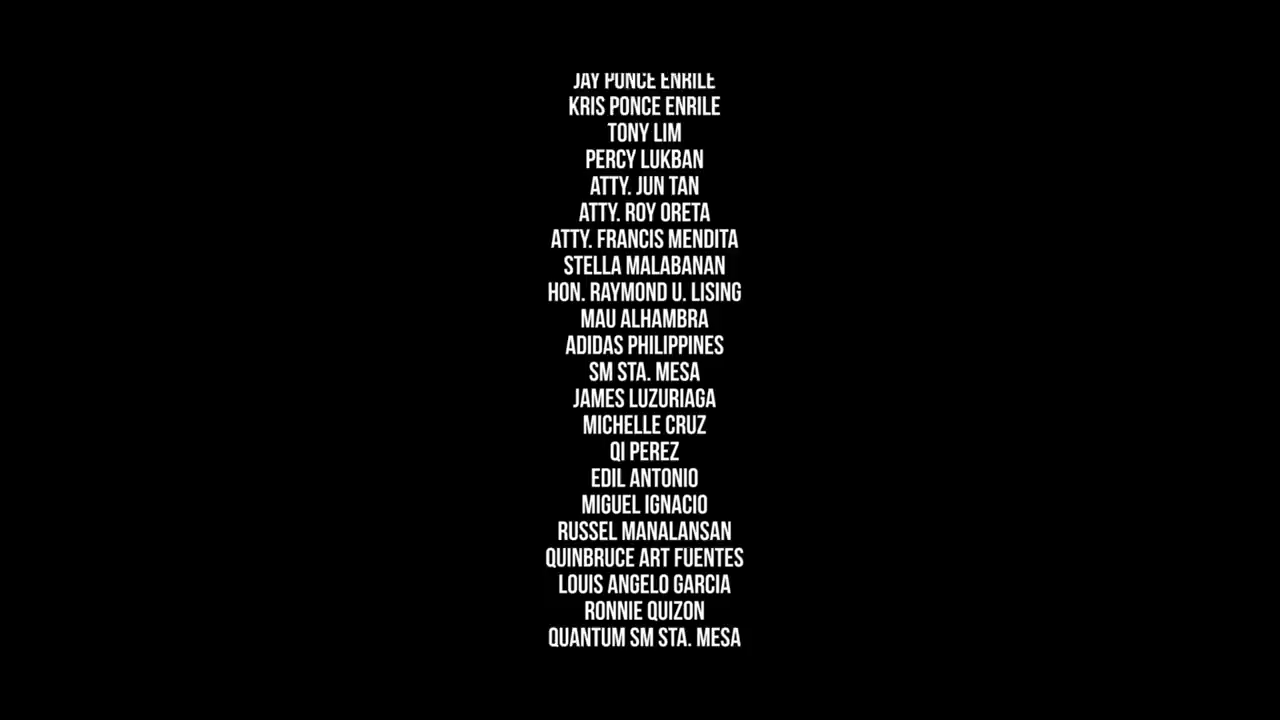 JAY PONCE ENRILE
KRIS PONCE ENRILE
TONY LIM
PERCY LUKBAN
ATTY. JUN TAN
ATTY. ROY ORETA
ATTY. FRANCIS MENDITA
STELLA MALABANAN
HON. RAYMOND U. LISING
MAU ALHAMBRA
ADIDAS PHILIPPINES
SM STA. MESA
JAMES LUZURIAGA
MICHELLE CRUZ
QI PEREZ
EDIL ANTONIO
MIGUEL IGNACIO
RUSSEL MANALANSAN
QUINBRUCE ART FUENTES
LOUIS ANGELO GARCIA
RONNIE QUIZON
QUANTUM SM STA. MESA